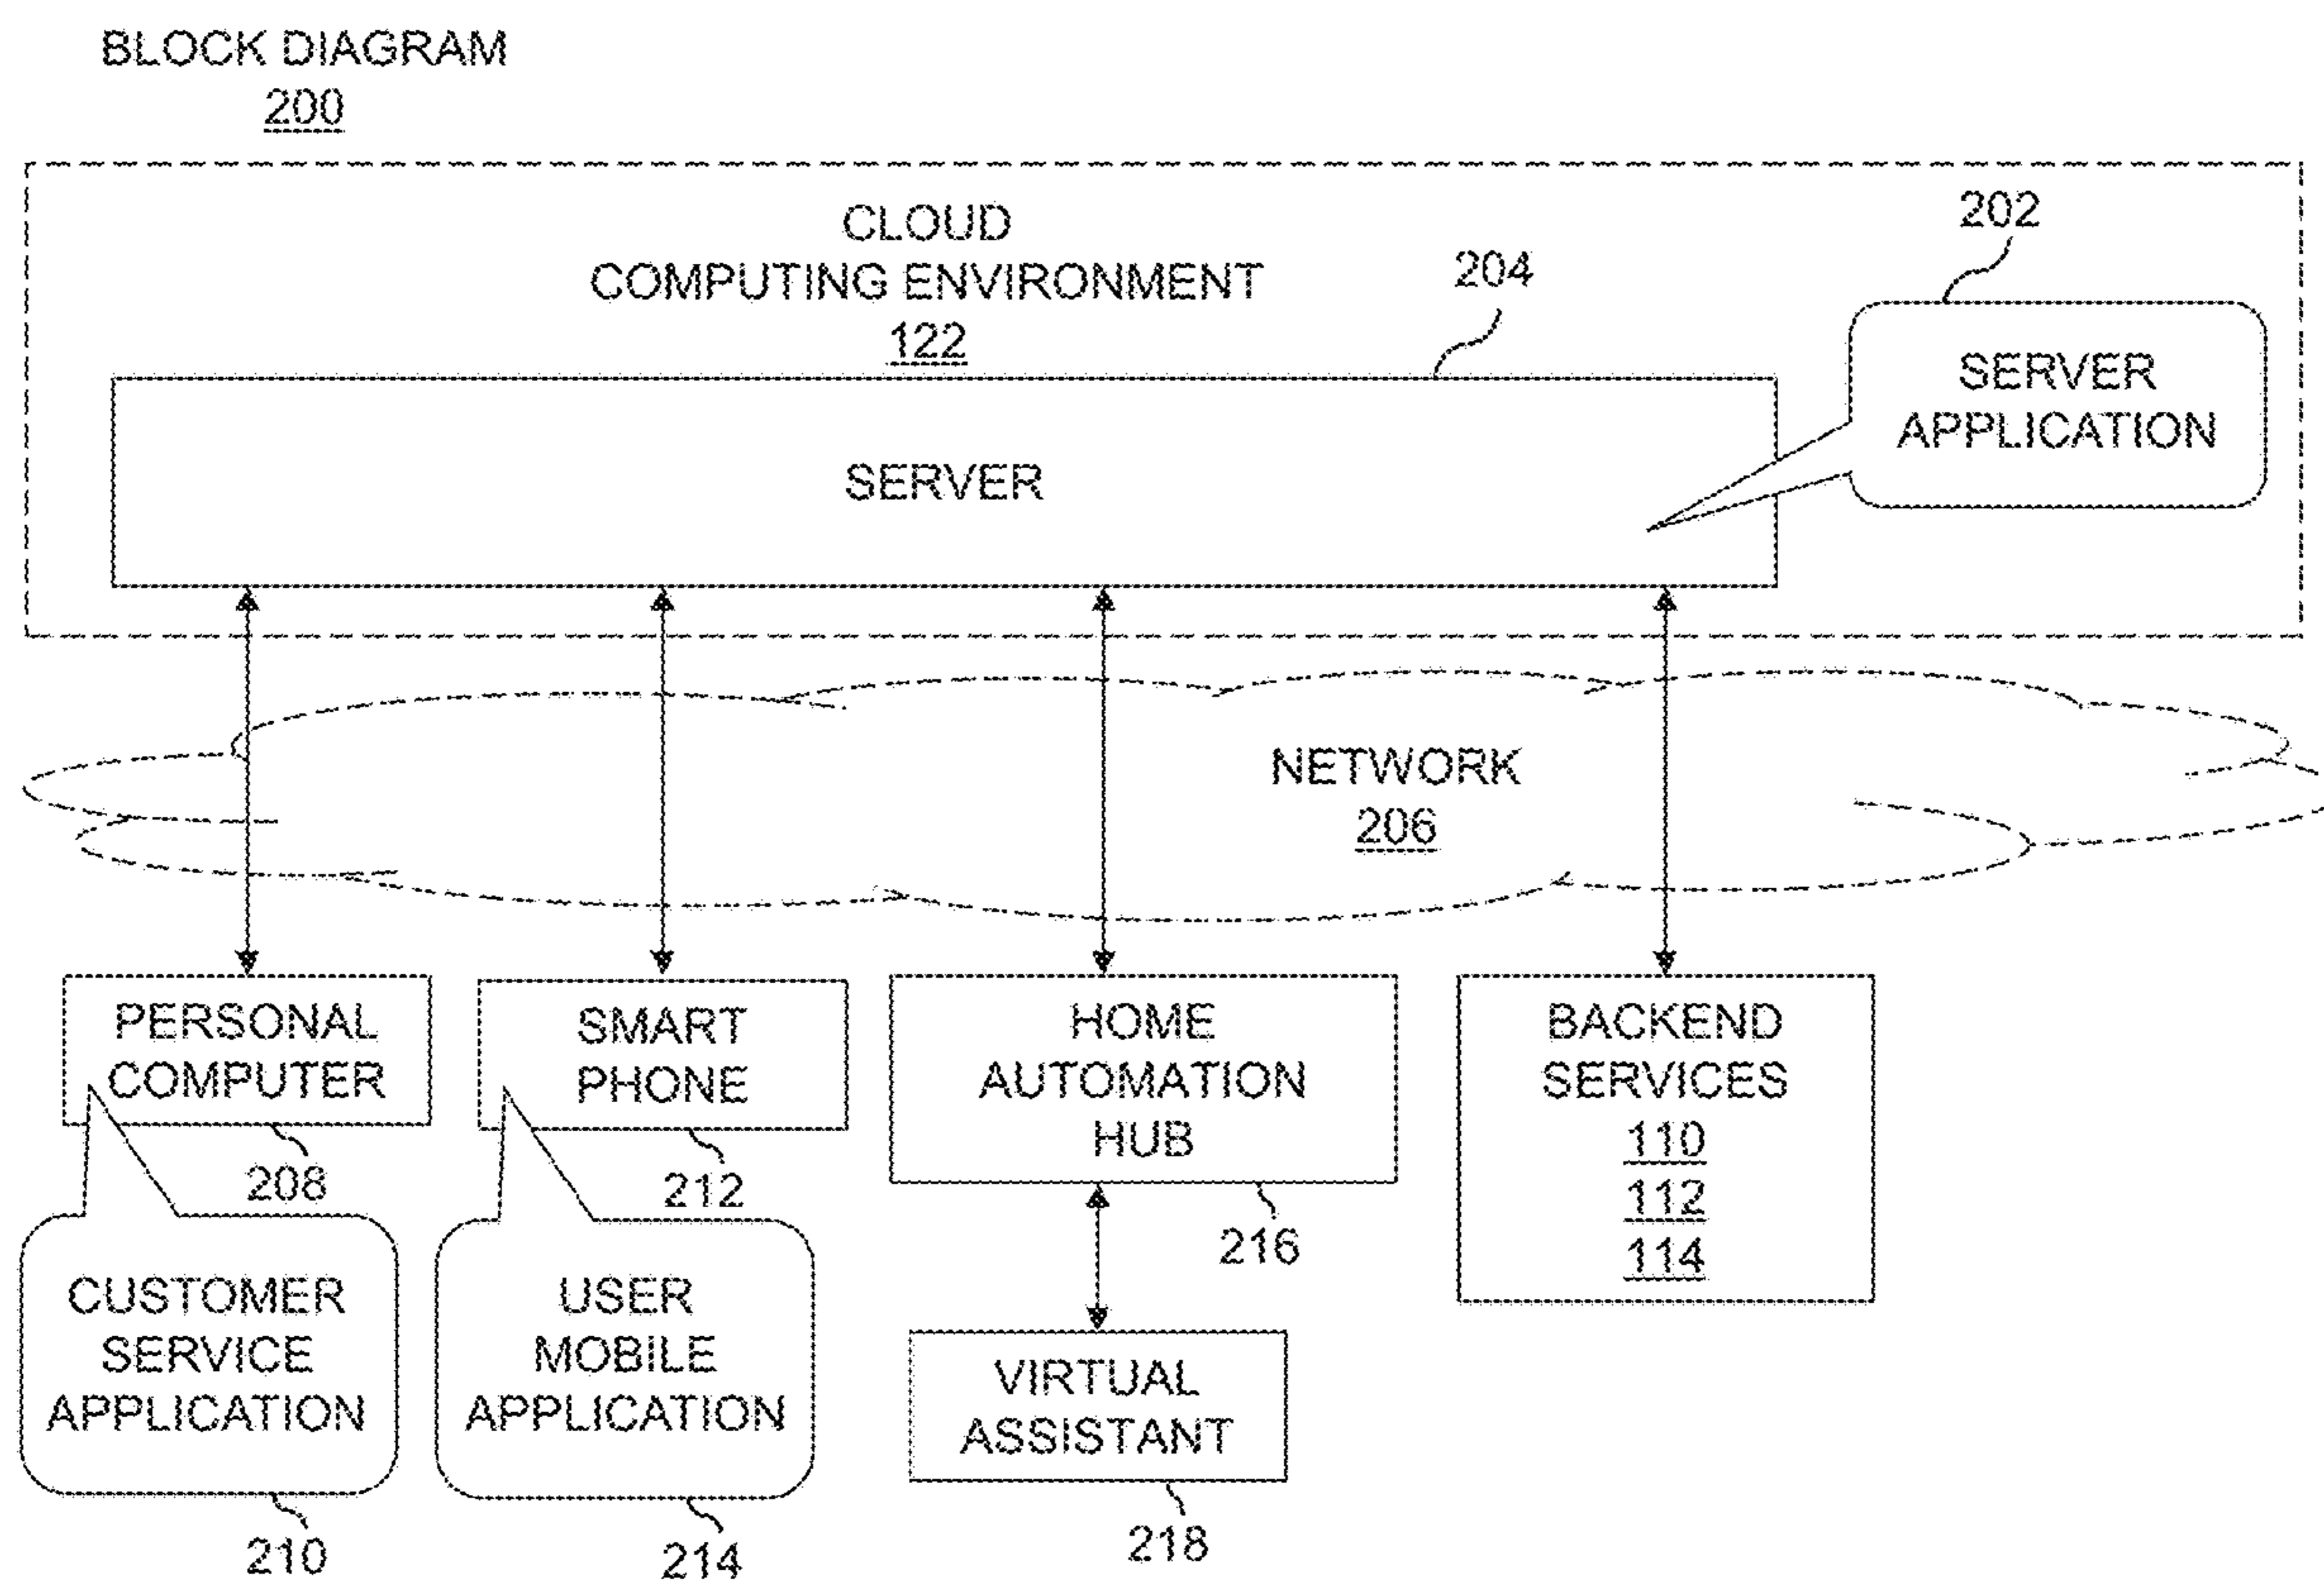 BLOCK DIAGRAM
200
CLOUD
COMPUTING ENVIRONMENT
122
204
202
SERVER
APPLICATION
SERVER
NETWORK
206
PERSONAL
COMPUTER
208
CUSTOMER
SERVICE
APPLICATION
210
SMART
PHONE
212
USER
MOBILE
APPLICATION
214
HOME
AUTOMATION
HUB
216
VIRTUAL
ASSISTANT
218
BACKEND
SERVICES
110
112
114